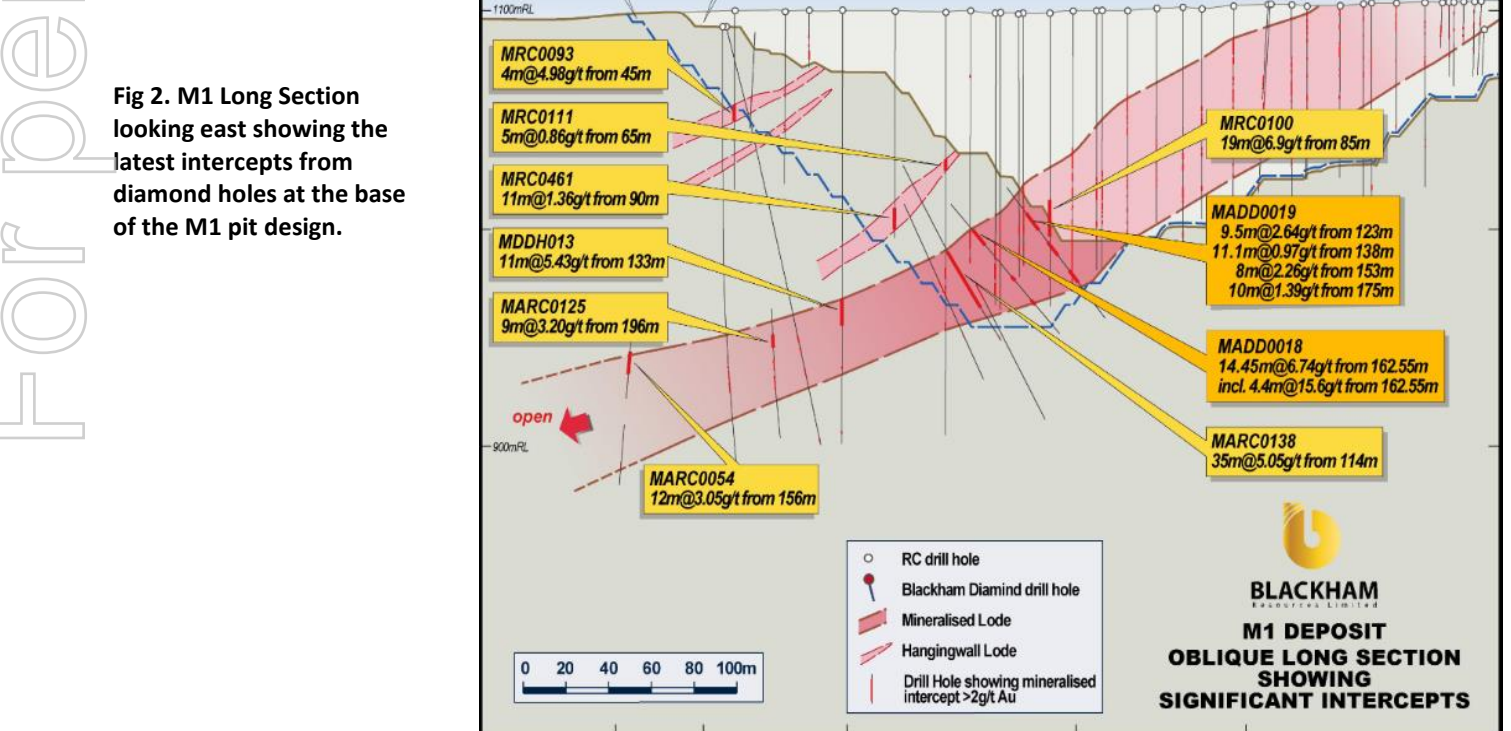 For per
Fig 2. M1 Long Section
looking east showing the
latest intercepts from
diamond holes at the base
of the M1 pit design.
1100mRL
MRC0093
4m@4.98g/t from 45m
MRC0111
5m@0.86g/t from 65m
MRC0461
11m@1.36g/t from 90m
MDDH013
11m@5.43g/t from 133m
MARC0125
9m@3.20g/t from 196m
open
900mRL
MARC0054
12m@3.05g/t from 156m
MRC0100
19m@6.9g/t from 85m
MADD0019
9.5m@2.64g/t from 123m
11.1m@0.97g/t from 138m
8m@2.26g/t from 153m
10m@1.39g/t from 175m
MADD0018
14.45m@6.74g/t from 162.55m
incl. 4.4m@15.6g/t from 162.55m
MARC0138
35m@5.05g/t from 114m
0 20 40 60 80 100m
RC drill hole
Blackham Diamind drill hole
Mineralised Lode
Hangingwall Lode
Drill Hole showing mineralised
intercept >2g/t Au
BLACKHAM
Resources Limited
M1 DEPOSIT
OBLIQUE LONG SECTION
SHOWING
SIGNIFICANT INTERCEPTS